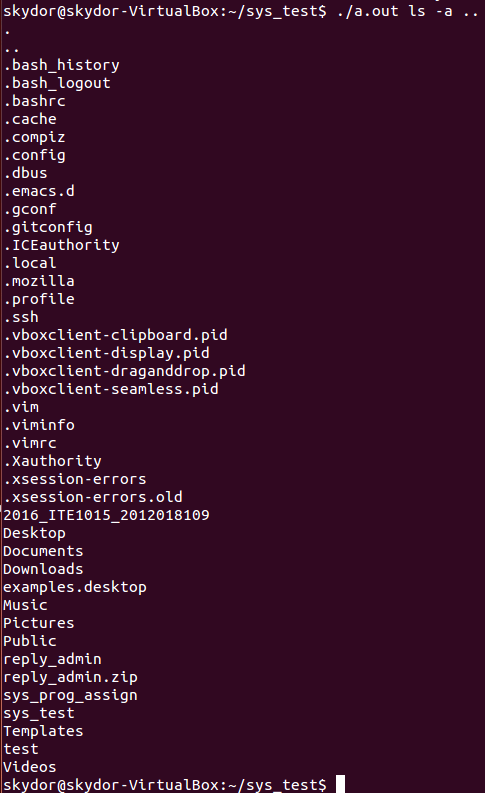 skydor@skydor-VirtualBox:~/sys_test$ ./a.out ls -a ..
.
..
.bash_history
.bash_logout
.bashrc
.cache
.compiz
.config
.dbus
.emacs.d
.gconf
.gitconfig
.ICEauthority
.local
.mozilla
.profile
.ssh
.vboxclient-clipboard.pid
.vboxclient-display.pid
.vboxclient-draganddrop.pid
.vboxclient-seamless.pid
.vim
.viminfo
.vimrc
.Xauthority
.xsession-errors
.xsession-errors.old
2016_ITE1015_2012018109
Desktop
Documents
Downloads
examples.desktop
Music
Pictures
Public
reply_admin
reply_admin.zip
sys_prog_assign
sys_test
Templates
test
Videos
skydor@skydor-VirtualBox:~/sys_test$